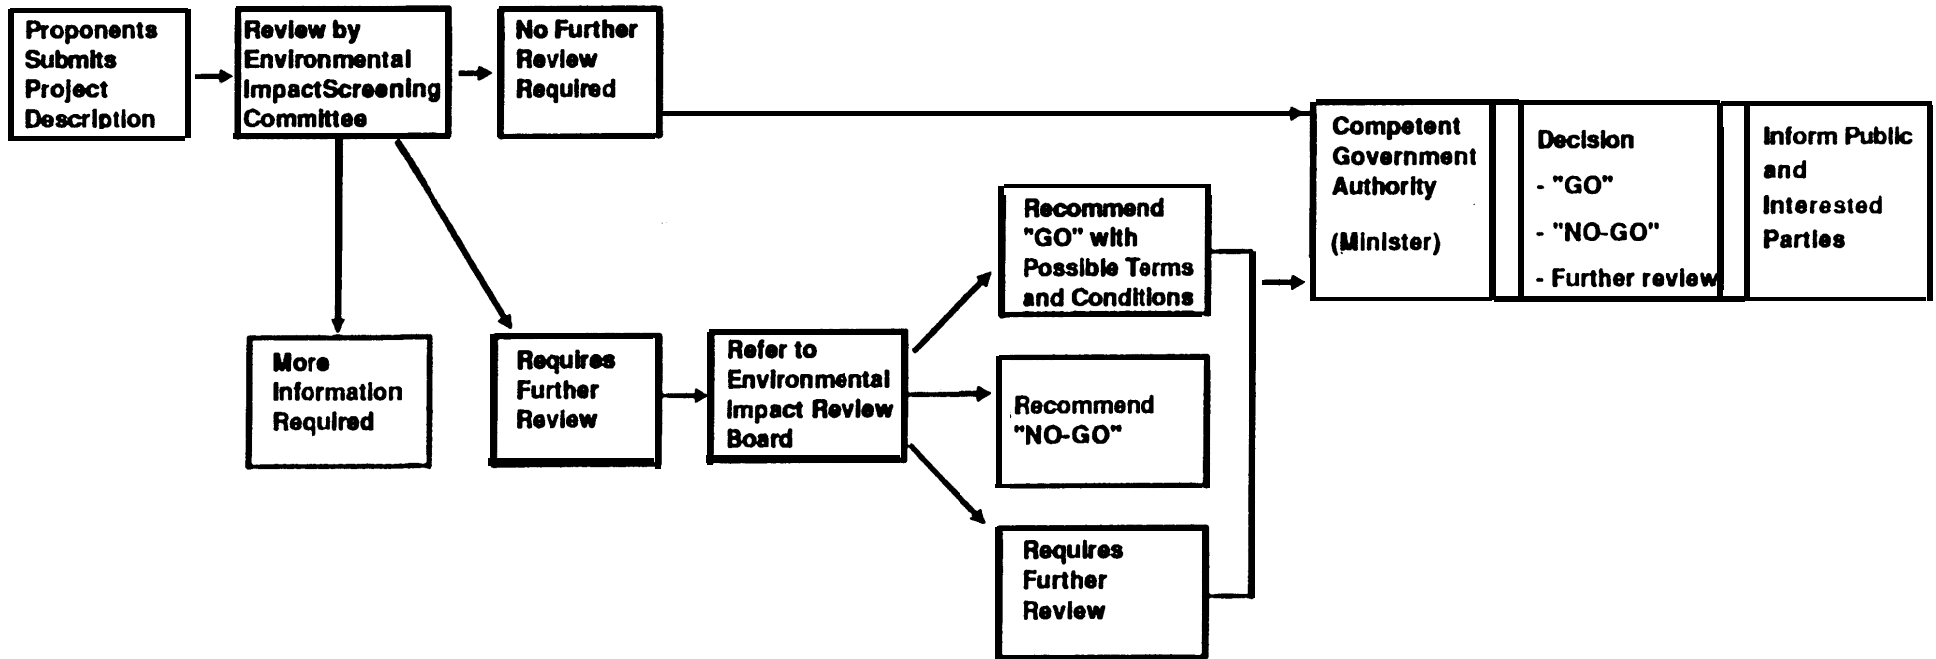 Proponents
Submits
Project
Description
Review by
Environmental
ImpactScreening
Committee
No Further
Review
Required
Competent
Government
Authority
(Minister)
Decision
- "GO"
- "NO-GO"
- Further review
Inform Public
and
Interested
Parties
Recommend
"GO" with
Possible Terms
and Conditions
More
Information
Required
Requires
Further
Review
Refer to
Environmental
Impact Review
Board
Recommend
"NO-GO"
Requires
Further
Review